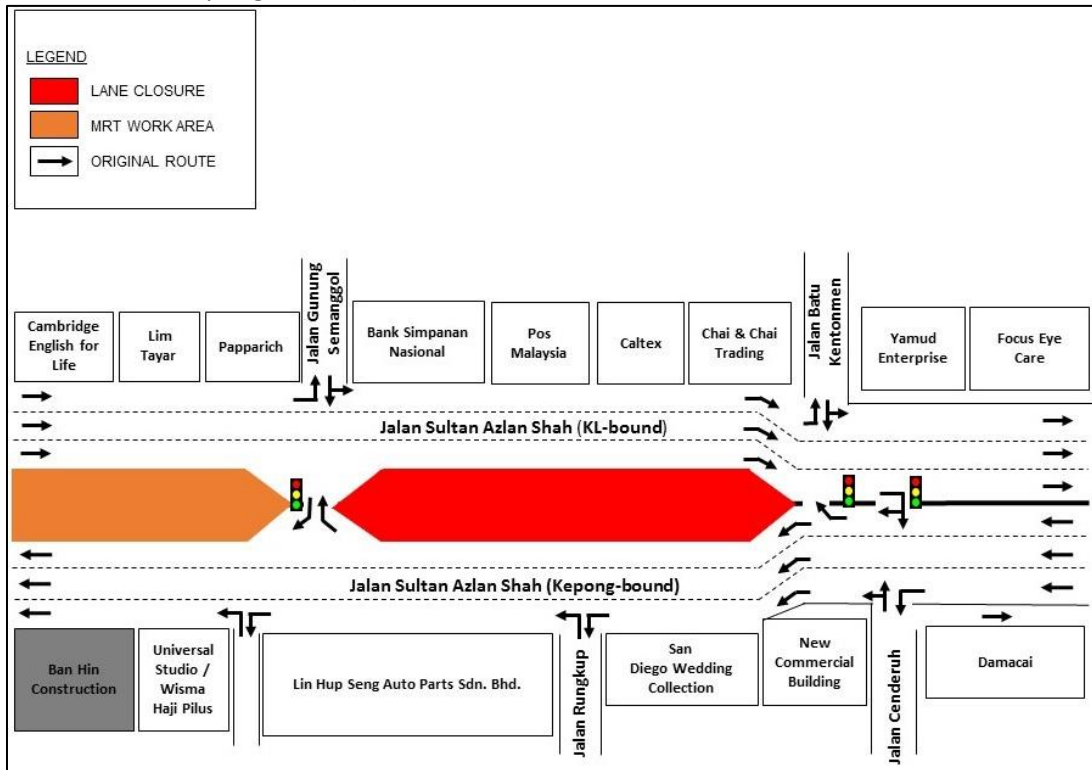 LEGEND
LANE CLOSURE
MRT WORK AREA
ORIGINAL ROUTE
Cambridge
English for
Life
Lim
Tayar
Papparich
Jalan Gunung
Semanggol
Bank Simpanan
Nasional
Pos
Malaysia
Caltex
Chai & Chai
Trading
Jalan Batu
Kentonmen
Yamud
Enterprise
Focus Eye
Care
Jalan Sultan Azlan Shah (KL-bound)
Jalan Sultan Azlan Shah (Kepong-bound)
Ban Hin
Construction
Universal
Studio /
Wisma
Haji Pilus
Lin Hup Seng Auto Parts Sdn. Bhd.
Jalan Rungkup
San
Diego Wedding
Collection
New
Commercial
Building
Jalan Cenderuh
Damacai